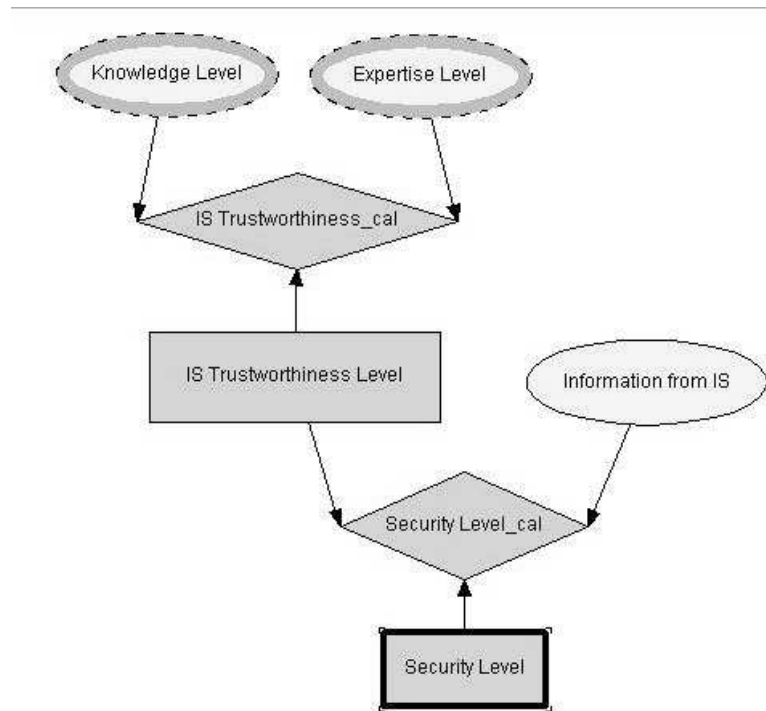 Knowledge Level
Expertise Level
IS Trustworthiness_cal
IS Trustworthiness Level
Information from IS
Security Level_cal
Security Level